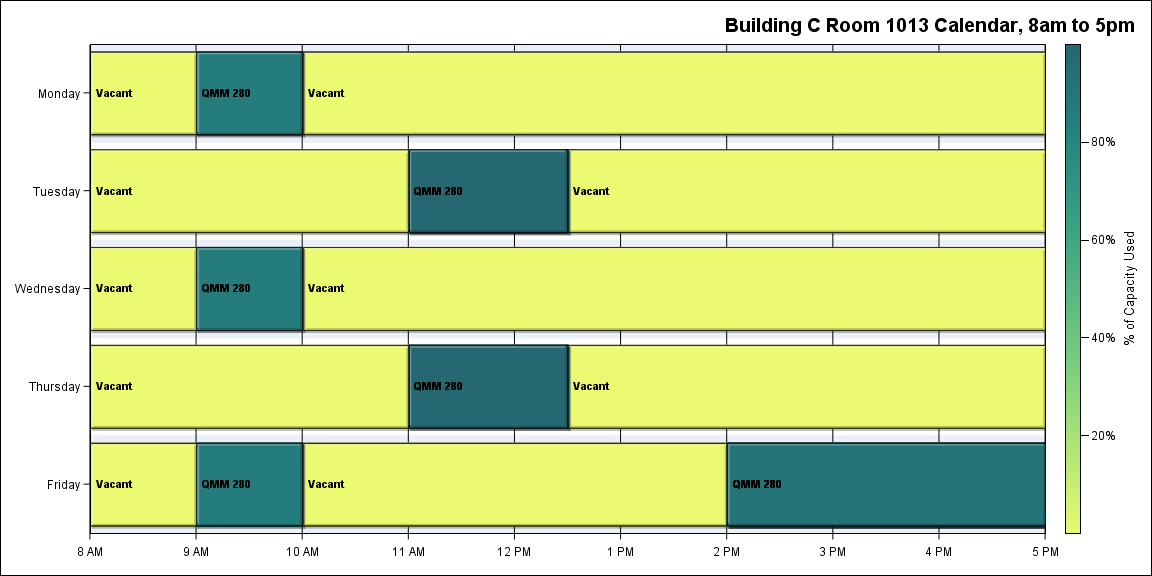 Building C Room 1013 Calendar, 8am to 5pm
Monday
Vacant
QMM 280
Vacant
Tuesday
Vacant
QMM 280
Vacant
Wednesday
Vacant
QMM 280
Vacant
Thursday
Vacant
QMM 280
Vacant
Friday
Vacant
QMM 280
Vacant
QMM 280
8 AM
9 AM
10 AM
11 AM
12 PM
1 PM
2 PM
3 PM
4 PM
5 PM
80%
60%
40%
20%
% of Capacity Used